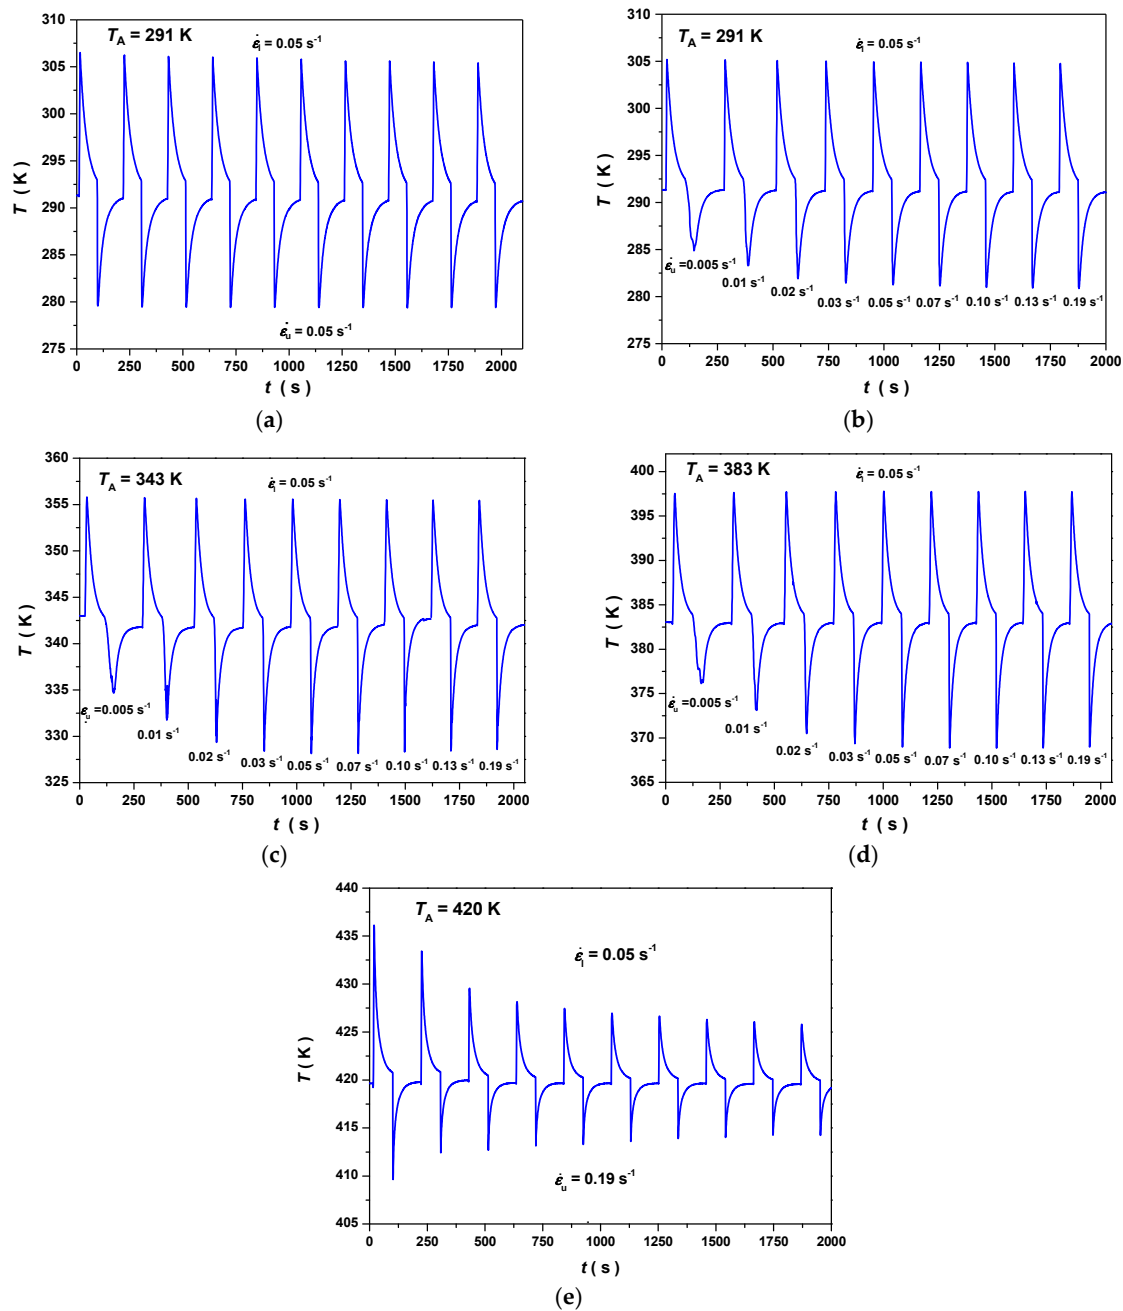 T_A = 291 K
ε̇_l = 0.05 s⁻¹
ε̇_u = 0.05 s⁻¹
310
305
300
295
290
285
280
275
T ( K )
0 250 500 750 1000 1250 1500 1750 2000
t ( s )
(a)
T_A = 291 K
ε̇_l = 0.05 s⁻¹
ε̇_u =0.005 s⁻¹
0.01 s⁻¹
0.02 s⁻¹
0.03 s⁻¹ 0.05 s⁻¹ 0.07 s⁻¹ 0.10 s⁻¹ 0.13 s⁻¹ 0.19 s⁻¹
310
305
300
295
290
285
280
275
T ( K )
0 250 500 750 1000 1250 1500 1750 2000
t ( s )
(b)
T_A = 343 K
ε̇_l = 0.05 s⁻¹
ε̇_u =0.005 s⁻¹
0.01 s⁻¹
0.02 s⁻¹
0.03 s⁻¹ 0.05 s⁻¹ 0.07 s⁻¹ 0.10 s⁻¹ 0.13 s⁻¹ 0.19 s⁻¹
360
355
350
345
340
335
330
325
T ( K )
0 250 500 750 1000 1250 1500 1750 2000
t ( s )
(c)
T_A = 383 K
ε̇_l = 0.05 s⁻¹
ε̇_u =0.005 s⁻¹
0.01 s⁻¹
0.02 s⁻¹
0.03 s⁻¹ 0.05 s⁻¹ 0.07 s⁻¹ 0.10 s⁻¹ 0.13 s⁻¹ 0.19 s⁻¹
400
395
390
385
380
375
370
365
T ( K )
0 250 500 750 1000 1250 1500 1750 2000
t ( s )
(d)
T_A = 420 K
ε̇_l = 0.05 s⁻¹
ε̇_u = 0.19 s⁻¹
440
435
430
425
420
415
410
405
T ( K )
0 250 500 750 1000 1250 1500 1750 2000
t ( s )
(e)